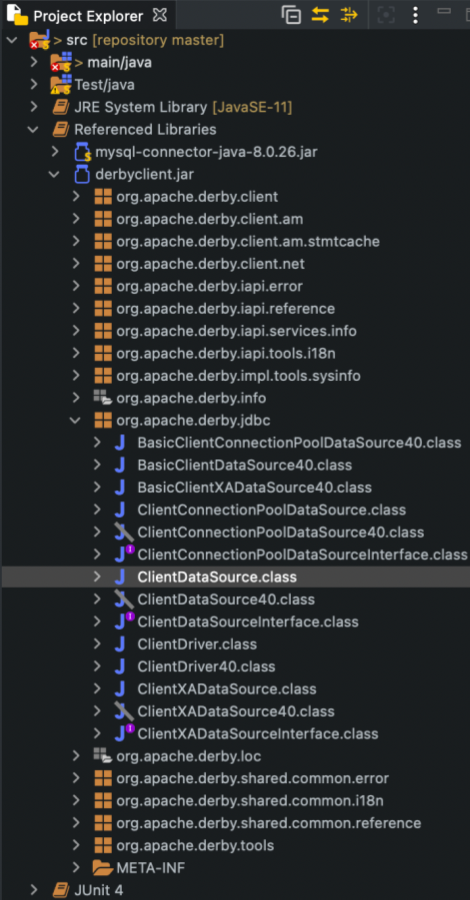 Project Explorer
> src [repository master]
> main/java
Test/java
JRE System Library [JavaSE-11]
Referenced Libraries
mysql-connector-java-8.0.26.jar
derbyclient.jar
org.apache.derby.client
org.apache.derby.client.am
org.apache.derby.client.am.stmtcache
org.apache.derby.client.net
org.apache.derby.iapi.error
org.apache.derby.iapi.reference
org.apache.derby.iapi.services.info
org.apache.derby.iapi.tools.i18n
org.apache.derby.impl.tools.sysinfo
org.apache.derby.info
org.apache.derby.jdbc
BasicClientConnectionPoolDataSource40.class
BasicClientDataSource40.class
BasicClientXADataSource40.class
ClientConnectionPoolDataSource.class
ClientConnectionPoolDataSource40.class
ClientConnectionPoolDataSourceInterface.class
ClientDataSource.class
ClientDataSource40.class
ClientDataSourceInterface.class
ClientDriver.class
ClientDriver40.class
ClientXADataSource.class
ClientXADataSource40.class
ClientXADataSourceInterface.class
org.apache.derby.loc
org.apache.derby.shared.common.error
org.apache.derby.shared.common.i18n
org.apache.derby.shared.common.reference
org.apache.derby.tools
META-INF
JUnit 4